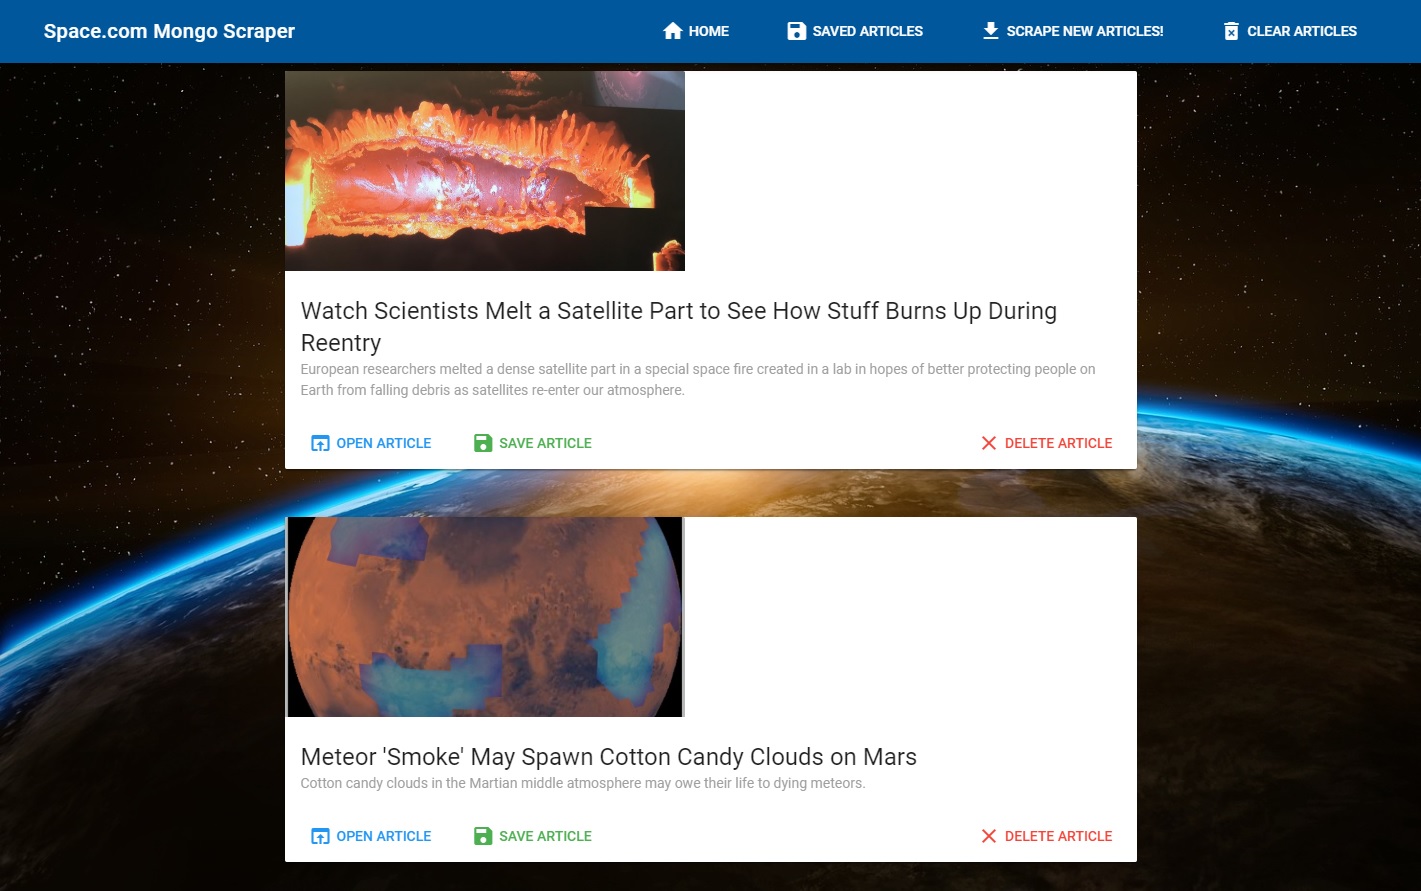 Space.com Mongo Scraper
HOME
SAVED ARTICLES
SCRAPE NEW ARTICLES!
CLEAR ARTICLES
Watch Scientists Melt a Satellite Part to See How Stuff Burns Up During
Reentry
European researchers melted a dense satellite part in a special space fire created in a lab in hopes of better protecting people on
Earth from falling debris as satellites re-enter our atmosphere.
OPEN ARTICLE
SAVE ARTICLE
DELETE ARTICLE
Meteor 'Smoke' May Spawn Cotton Candy Clouds on Mars
Cotton candy clouds in the Martian middle atmosphere may owe their life to dying meteors.
OPEN ARTICLE
SAVE ARTICLE
DELETE ARTICLE